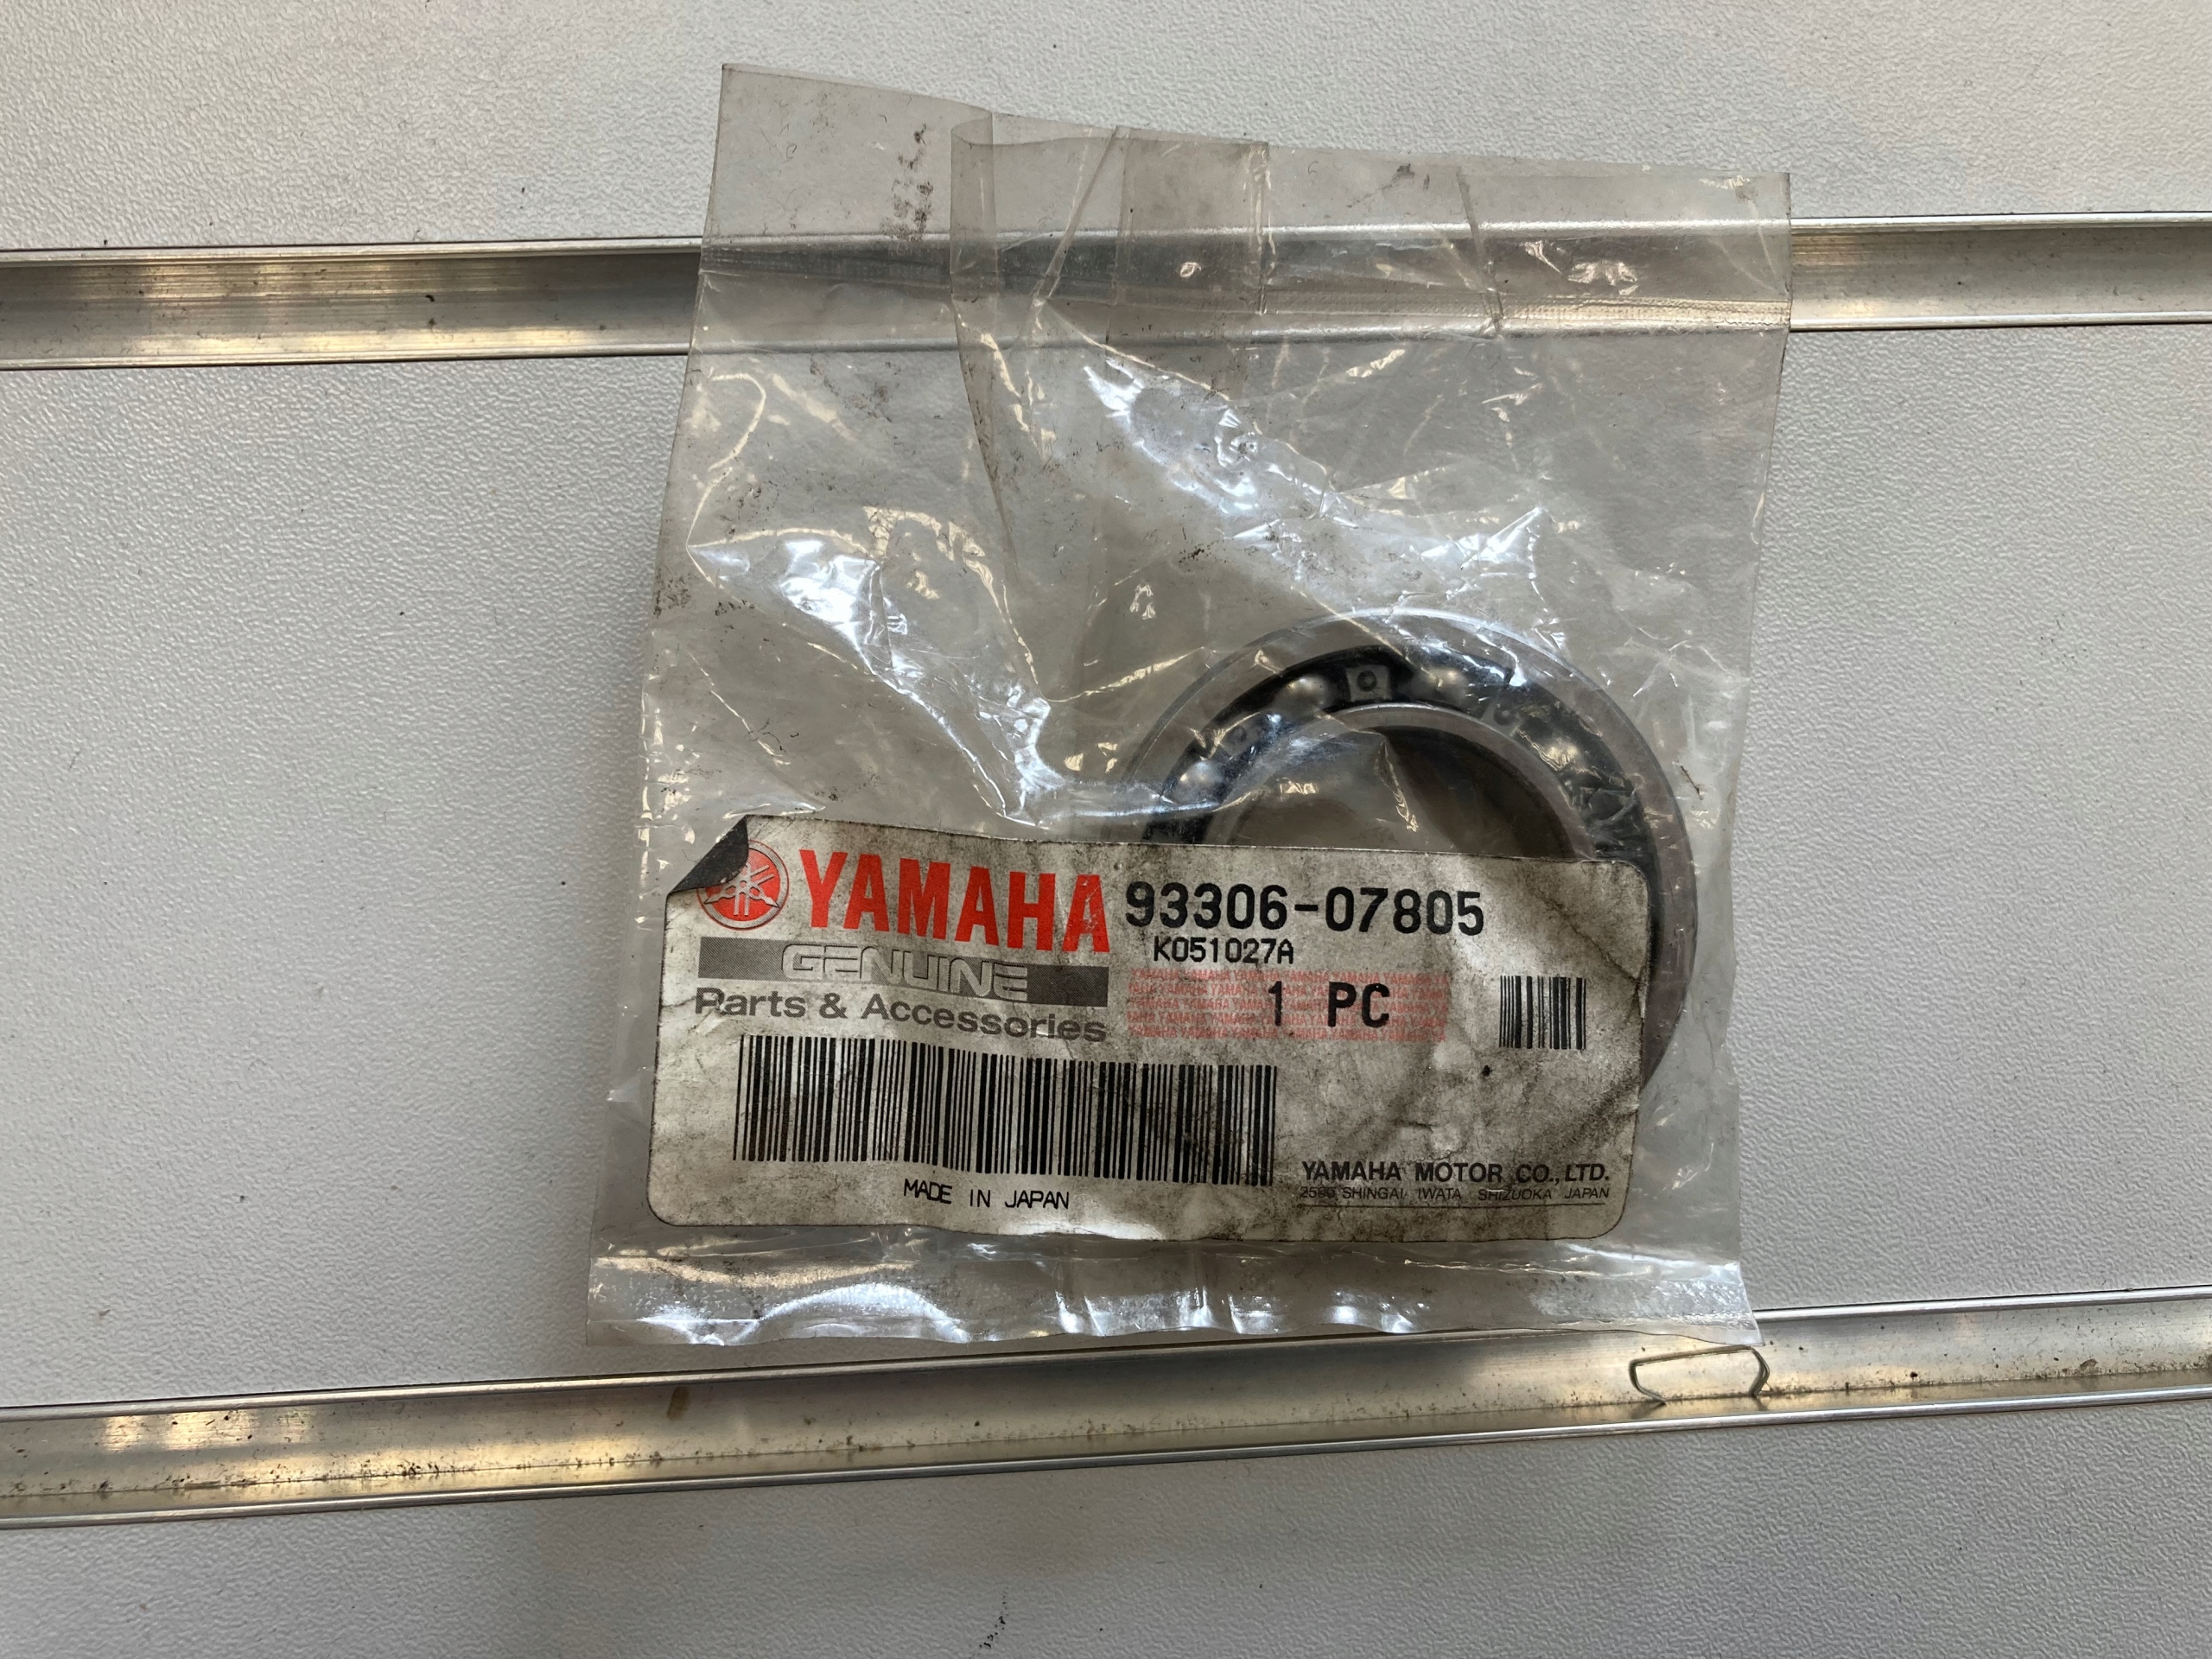 YAMAHA 93306-07805
K051027A
GENUINE
Parts & Accessories
1 PC
MADE IN JAPAN
YAMAHA MOTOR CO., LTD.
2500 SHINGAI IWATA SHIZUOKA JAPAN